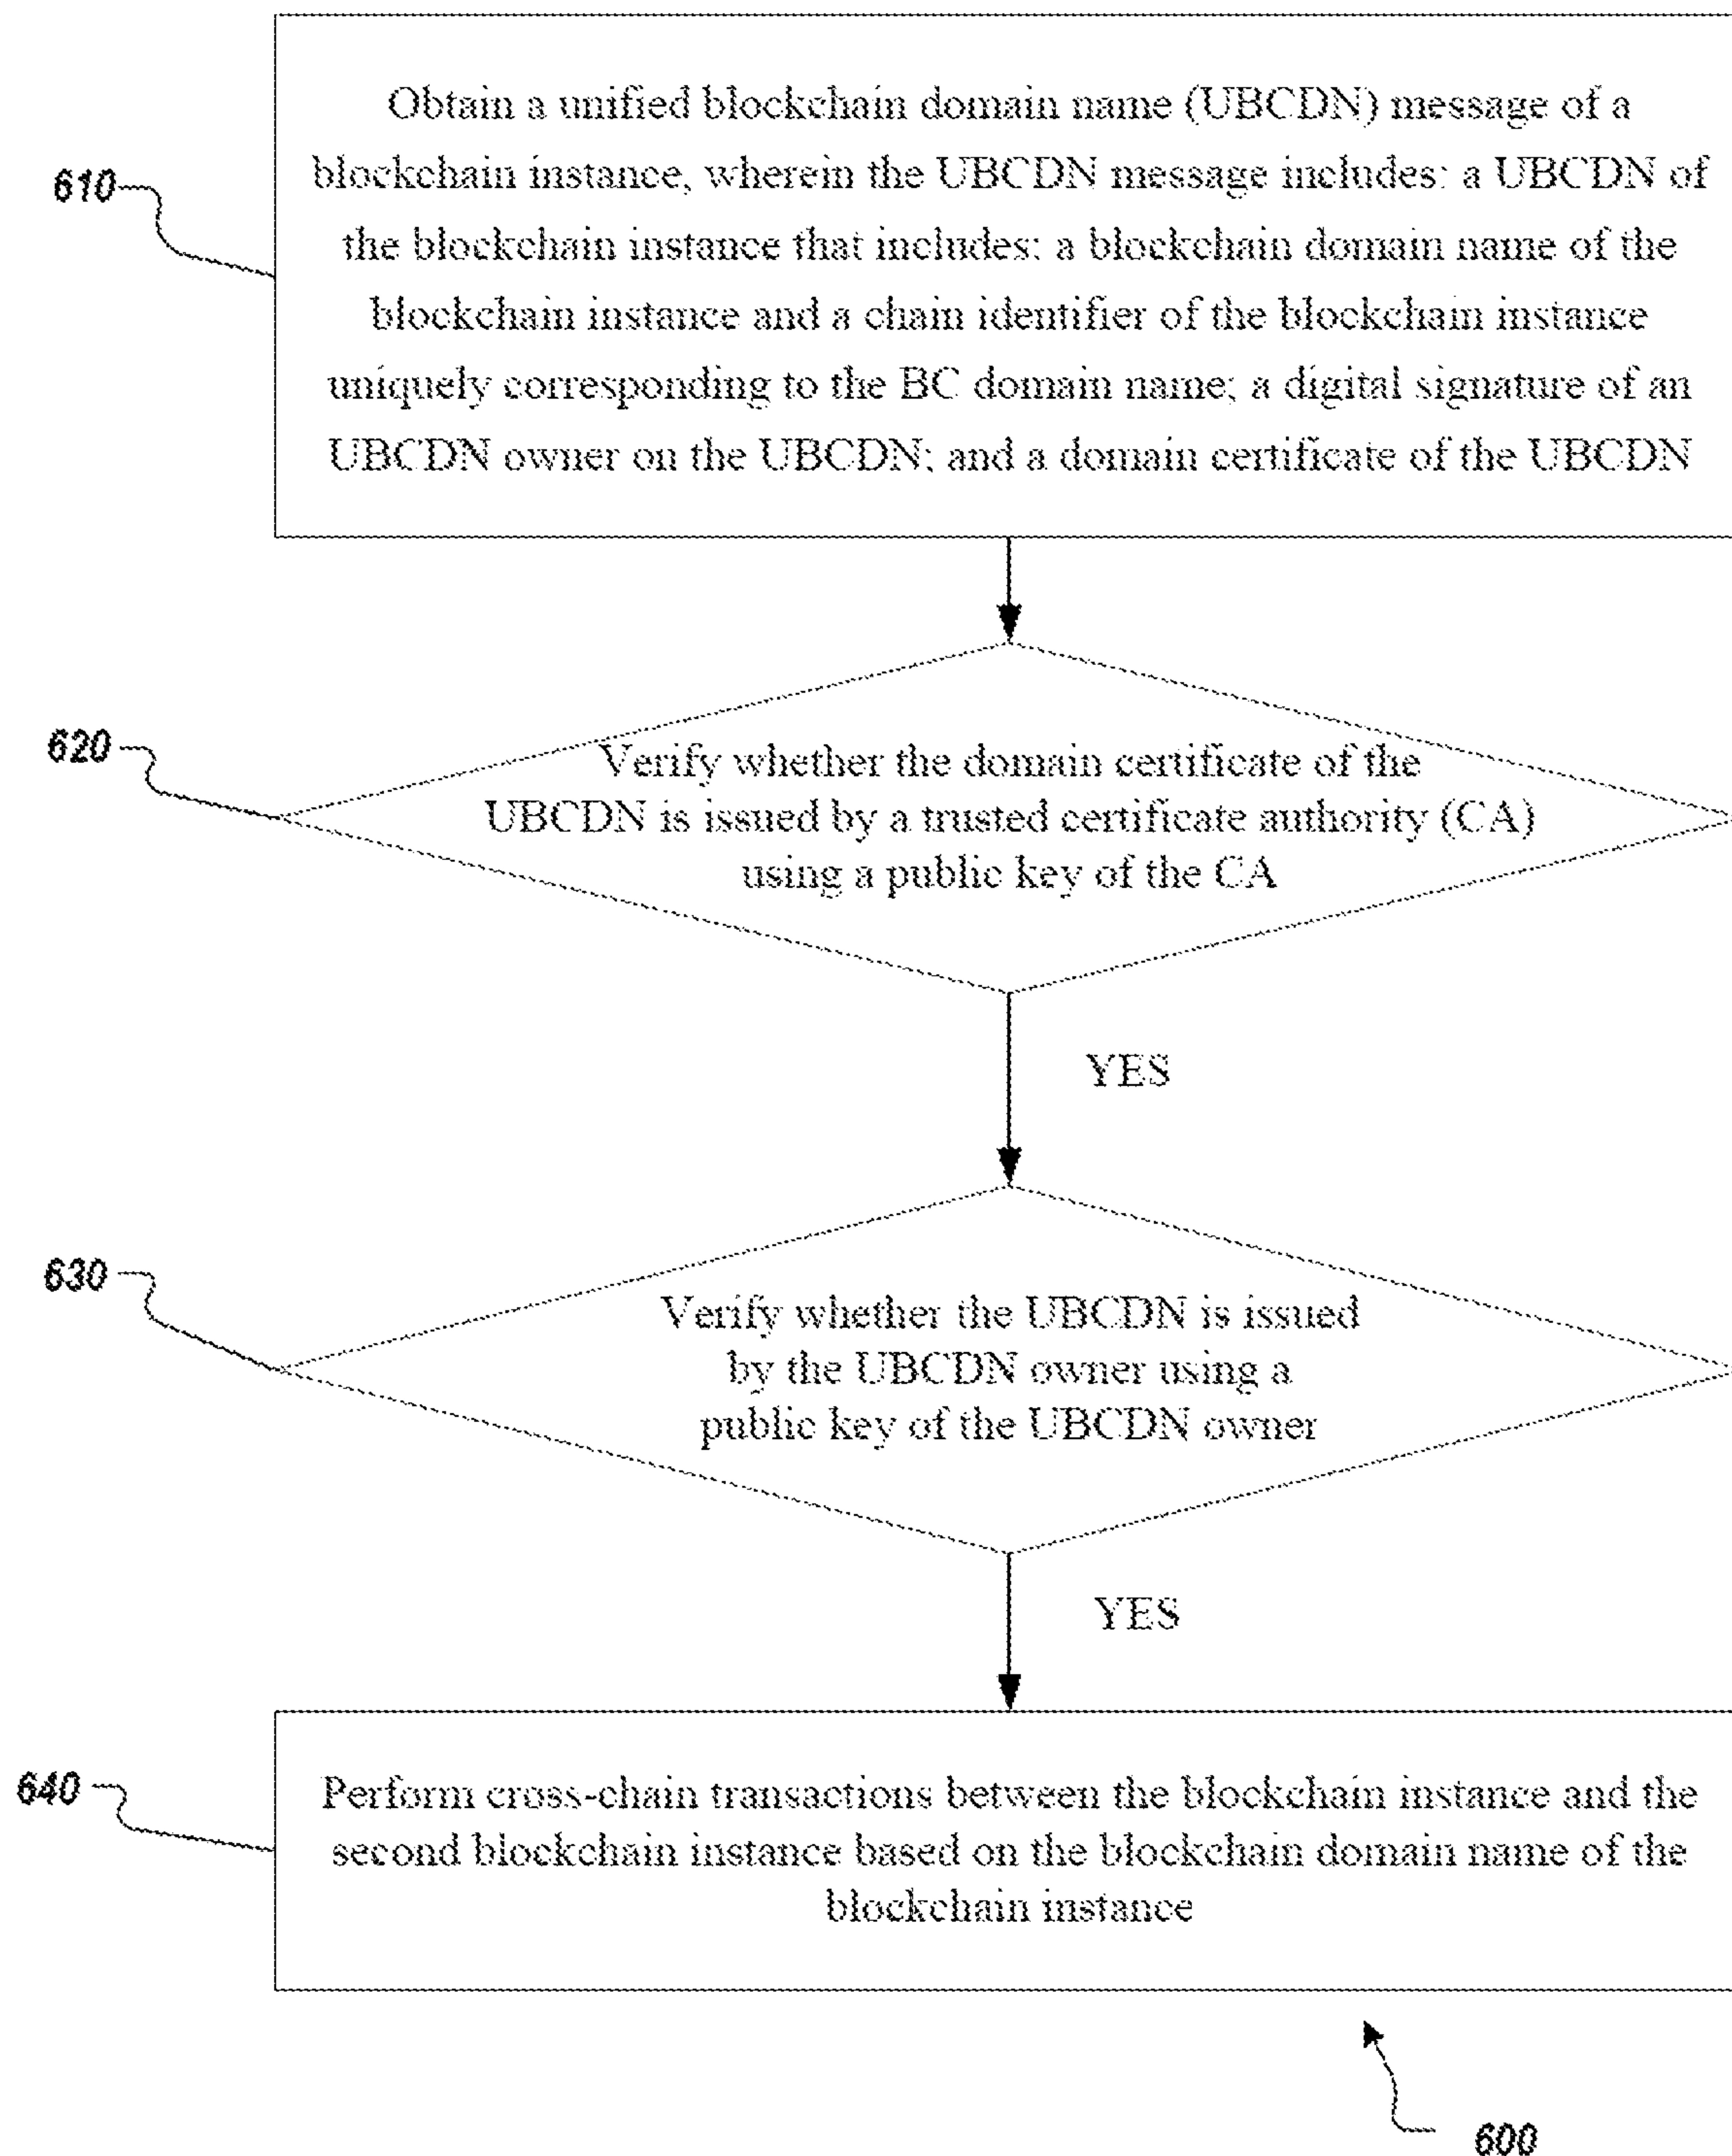 Obtain a unified blockchain domain name (UBCDN) message of a
blockchain instance, wherein the UBCDN message includes: a UBCDN of
610
the blockchain instance that includes: a blockchain domain name of the
blockchain instance and a chain identifier of the blockchain instance
uniquely corresponding to the BC domain name; a digital signature of an
UBCDN owner on the UBCDN; and a domain certificate of the UBCDN
620
Verify whether the domain certificate of the
UBCDN is issued by a trusted certificate authority (CA)
using a public key of the CA
YES
630
Verify whether the UBCDN is issued
by the UBCDN owner using a
public key of the UBCDN owner
YES
640
Perform cross-chain transactions between the blockchain instance and the
second blockchain instance based on the blockchain domain name of the
blockchain instance
600